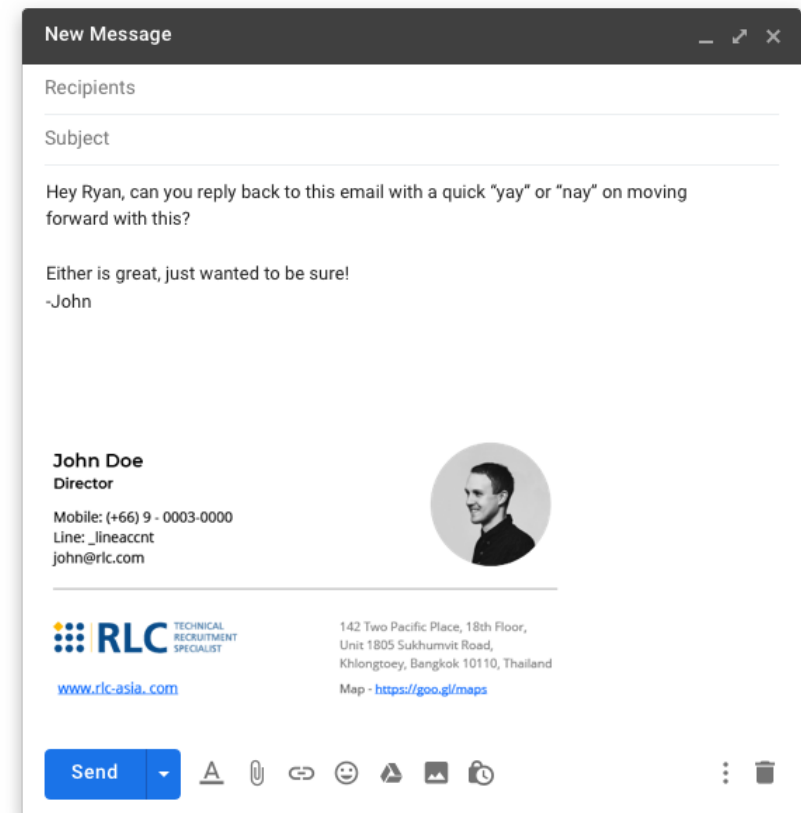 New Message
Recipients
Subject
Hey Ryan, can you reply back to this email with a quick “yay“ or “nay“ on moving
forward with this?
Either is great, just wanted to be sure!
-John
John Doe
Director
Mobile: (+66) 9 - 0003-0000
Line: _lineaccnt
john@rlc.com
RLC TECHNICAL
RECRUITMENT
SPECIALIST
www.rlc-asia. com
142 Two Pacific Place, 18th Floor,
Unit 1805 Sukhumvit Road,
Khlongtoey, Bangkok 10110, Thailand
Map - https://goo.gl/maps
Send